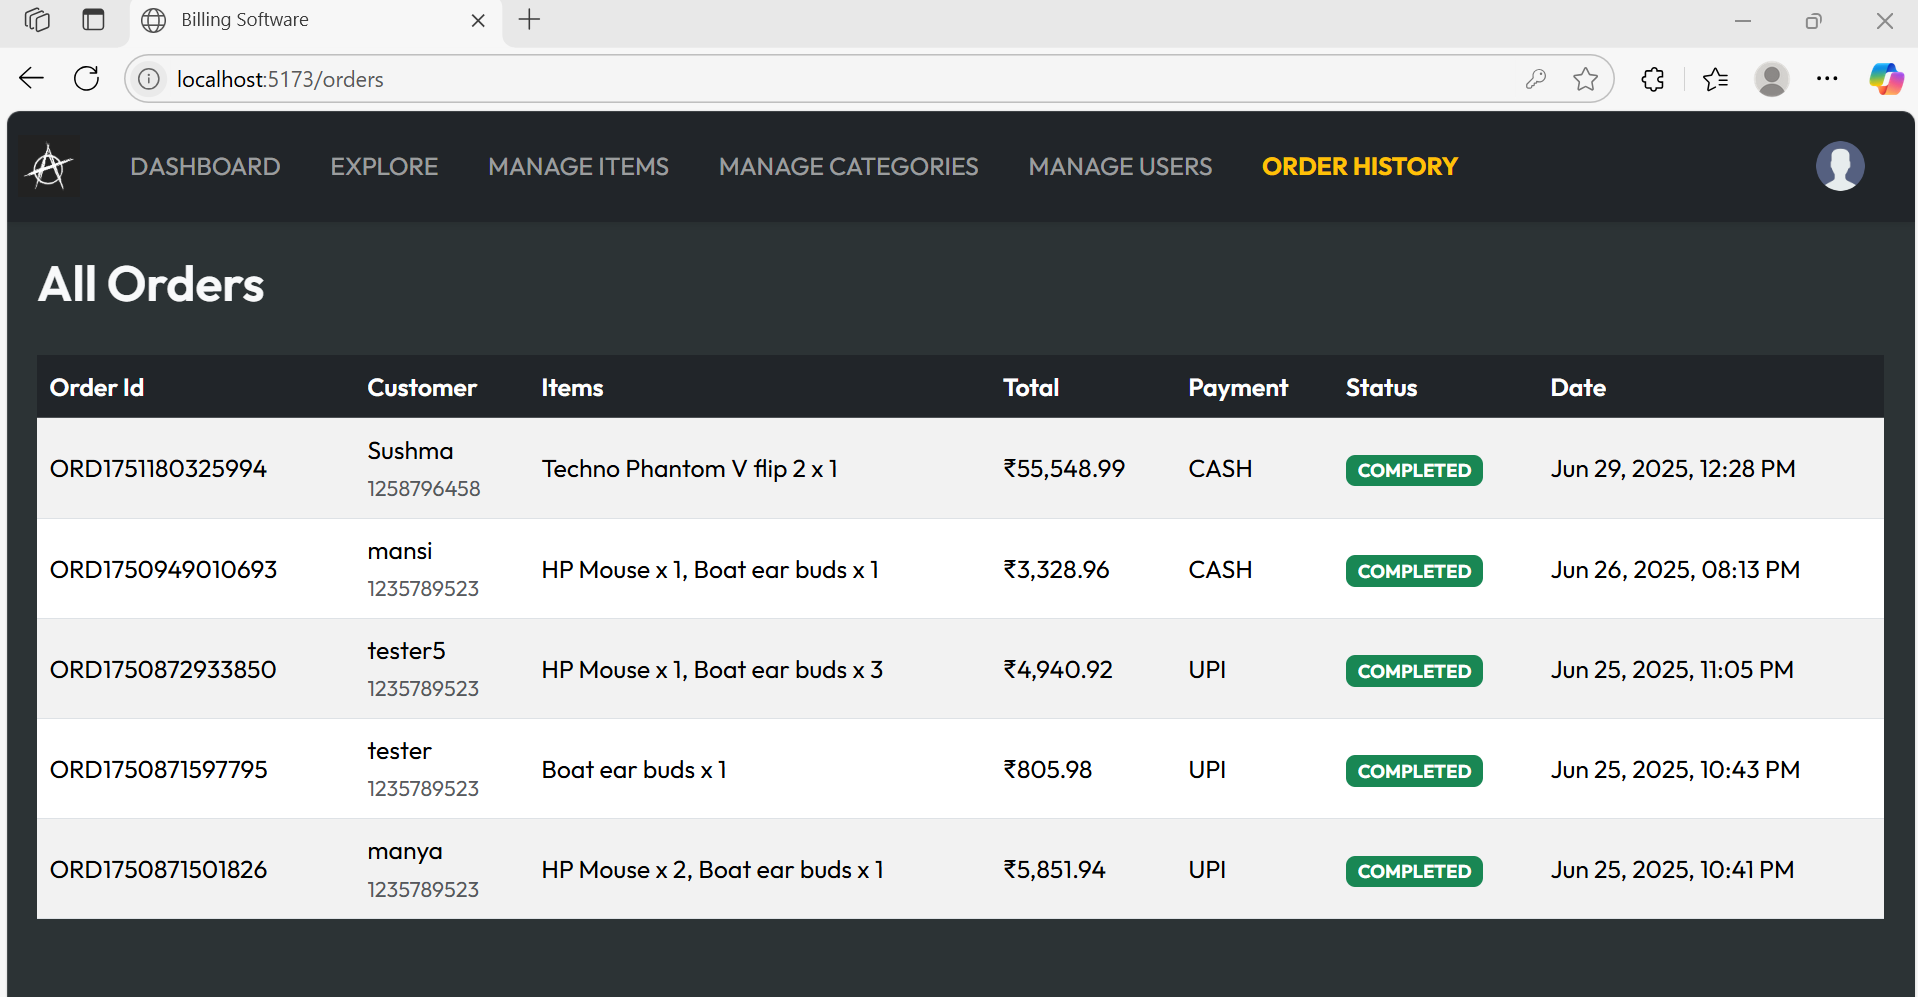 Billing Software
localhost:5173/orders
DASHBOARD EXPLORE MANAGE ITEMS MANAGE CATEGORIES MANAGE USERS ORDER HISTORY
All Orders
Order Id Customer Items Total Payment Status Date
ORD1751180325994 Sushma 1258796458 Techno Phantom V flip 2 x 1 ₹55,548.99 CASH COMPLETED Jun 29, 2025, 12:28 PM
ORD1750949010693 mansi 1235789523 HP Mouse x 1, Boat ear buds x 1 ₹3,328.96 CASH COMPLETED Jun 26, 2025, 08:13 PM
ORD1750872933850 tester5 1235789523 HP Mouse x 1, Boat ear buds x 3 ₹4,940.92 UPI COMPLETED Jun 25, 2025, 11:05 PM
ORD1750871597795 tester 1235789523 Boat ear buds x 1 ₹805.98 UPI COMPLETED Jun 25, 2025, 10:43 PM
ORD1750871501826 manya 1235789523 HP Mouse x 2, Boat ear buds x 1 ₹5,851.94 UPI COMPLETED Jun 25, 2025, 10:41 PM